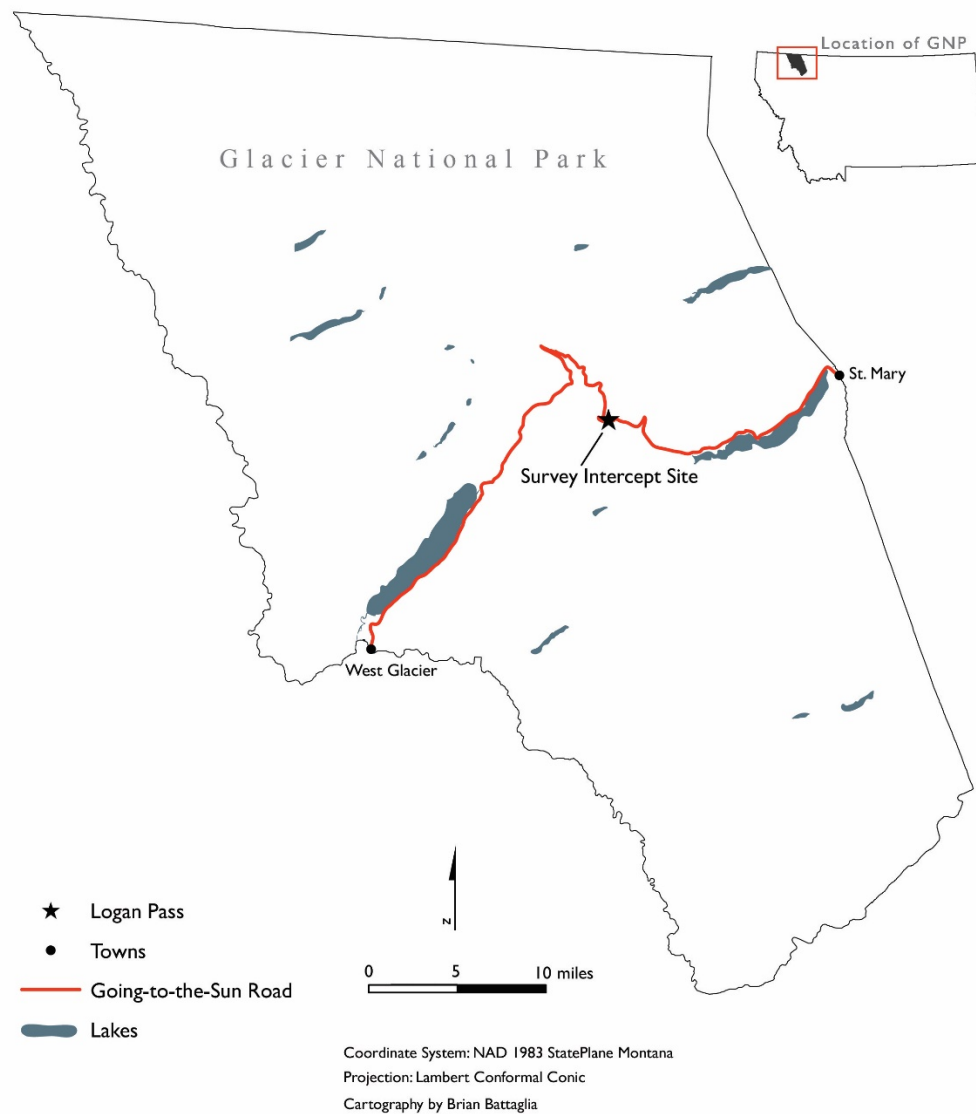 Location of GNP
Glacier National Park
St. Mary
Survey Intercept Site
West Glacier
N
Logan Pass
Towns
Going-to-the-Sun Road
Lakes
0 5 10 miles
Coordinate System: NAD 1983 StatePlane Montana
Projection: Lambert Conformal Conic
Cartography by Brian Battaglia